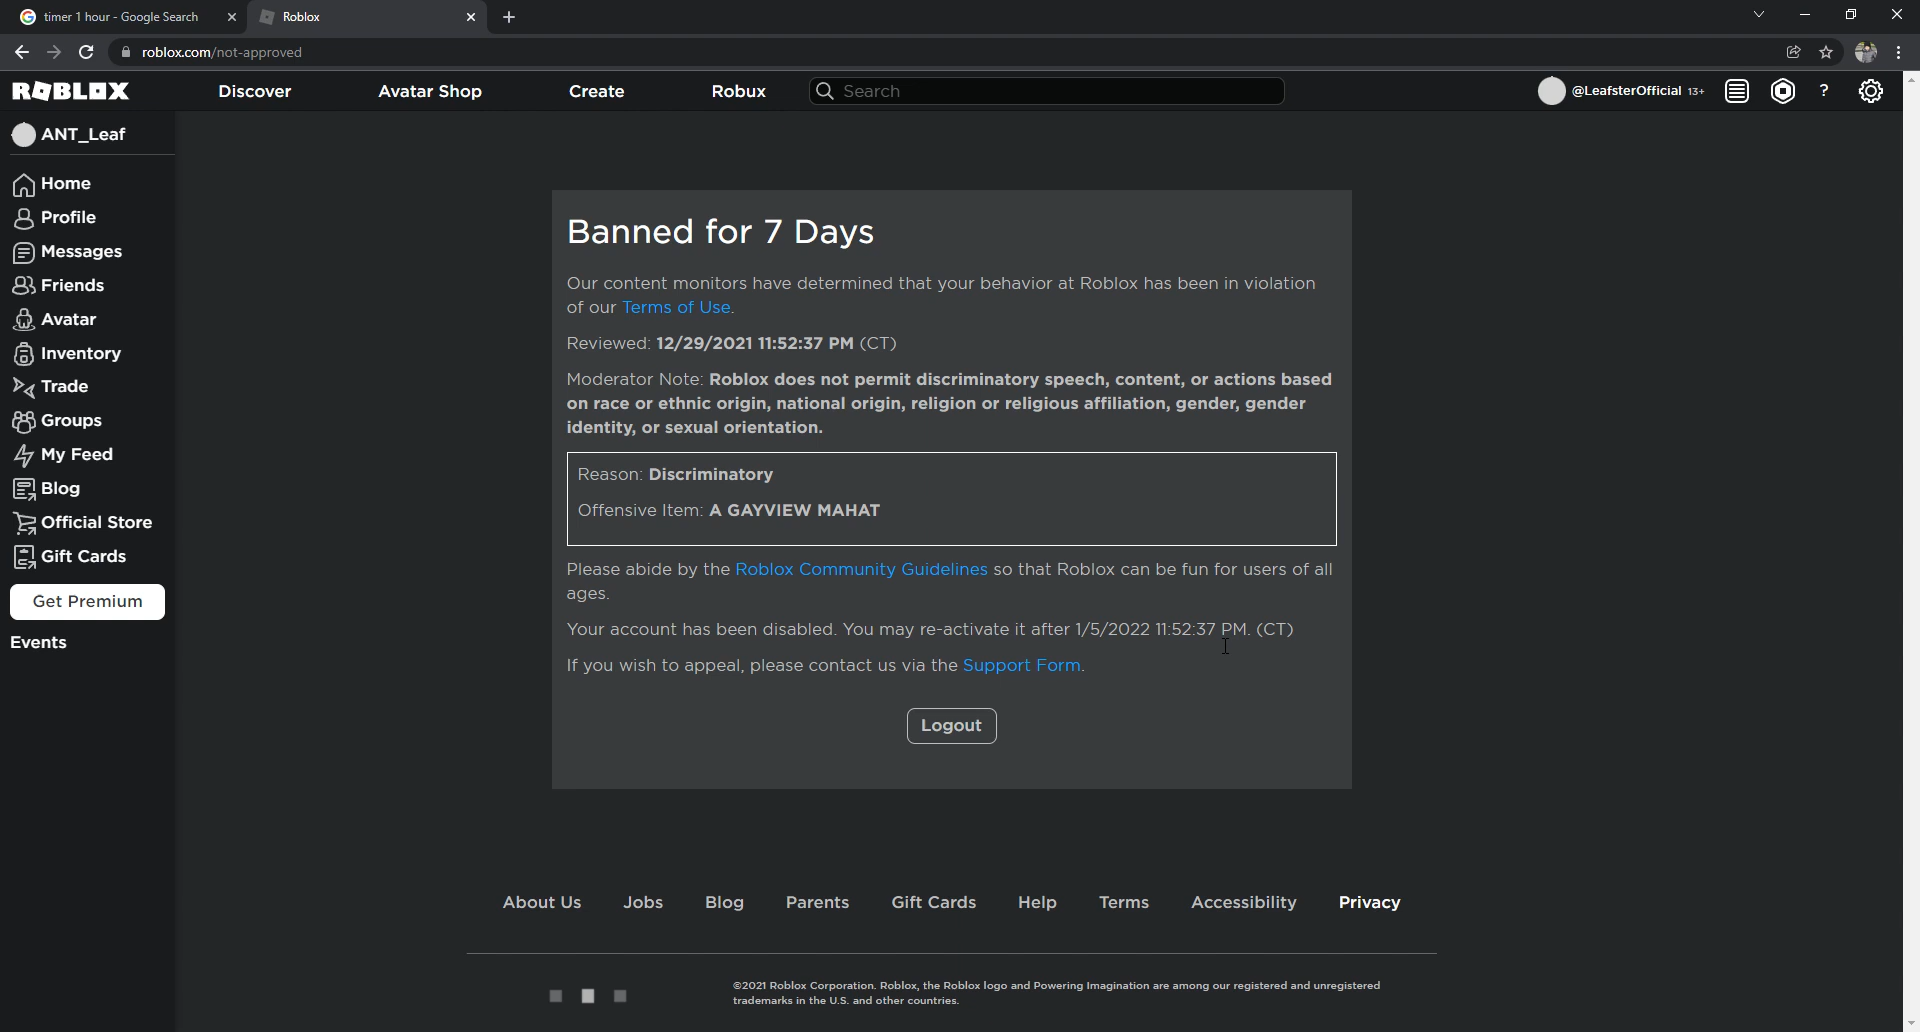 timer 1 hour - Google Search
Roblox
roblox.com/not-approved
ROBLOX
Discover
Avatar Shop
Create
Robux
Search
@LeafsterOfficial 13+
?
ANT_Leaf
Home
Profile
Messages
Friends
Avatar
Inventory
Trade
Groups
My Feed
Blog
Official Store
Gift Cards
Get Premium
Events
Banned for 7 Days
Our content monitors have determined that your behavior at Roblox has been in violation
of our Terms of Use.
Reviewed: 12/29/2021 11:52:37 PM (CT)
Moderator Note: Roblox does not permit discriminatory speech, content, or actions based
on race or ethnic origin, national origin, religion or religious affiliation, gender, gender
identity, or sexual orientation.
Reason: Discriminatory
Offensive Item: A GAYVIEW MAHAT
Please abide by the Roblox Community Guidelines so that Roblox can be fun for users of all
ages.
Your account has been disabled. You may re-activate it after 1/5/2022 11:52:37 PM. (CT)
If you wish to appeal, please contact us via the Support Form.
Logout
About Us
Jobs
Blog
Parents
Gift Cards
Help
Terms
Accessibility
Privacy
©2021 Roblox Corporation. Roblox, the Roblox logo and Powering Imagination are among our registered and unregistered
trademarks in the U.S. and other countries.